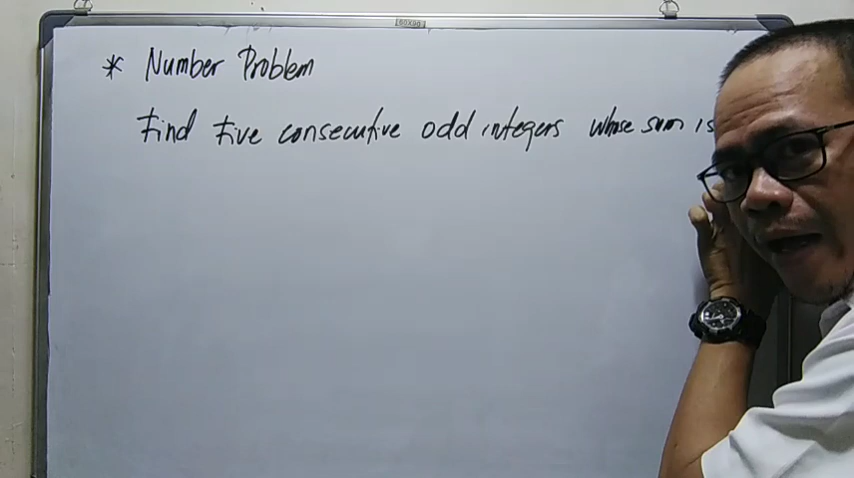 * Number Problem
Find Five consecutive odd integers whose sum is